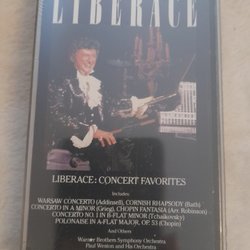 LIBERACE
LIBERACE: CONCERT FAVORITES
Includes:
WARSAW CONCERTO (Addinsell), CORNISH RHAPSODY (Bath)
CONCERTO IN A MINOR (Grieg), CHOPIN FANTASIA (Arr. Robinson)
CONCERTO NO. 1 IN B-FLAT MINOR (Tchaikovsky)
POLONAISE IN A-FLAT MAJOR, OP. 53 (Chopin)
And Others
Warner Brothers Symphony Orchestra
Paul Weston and His Orchestra